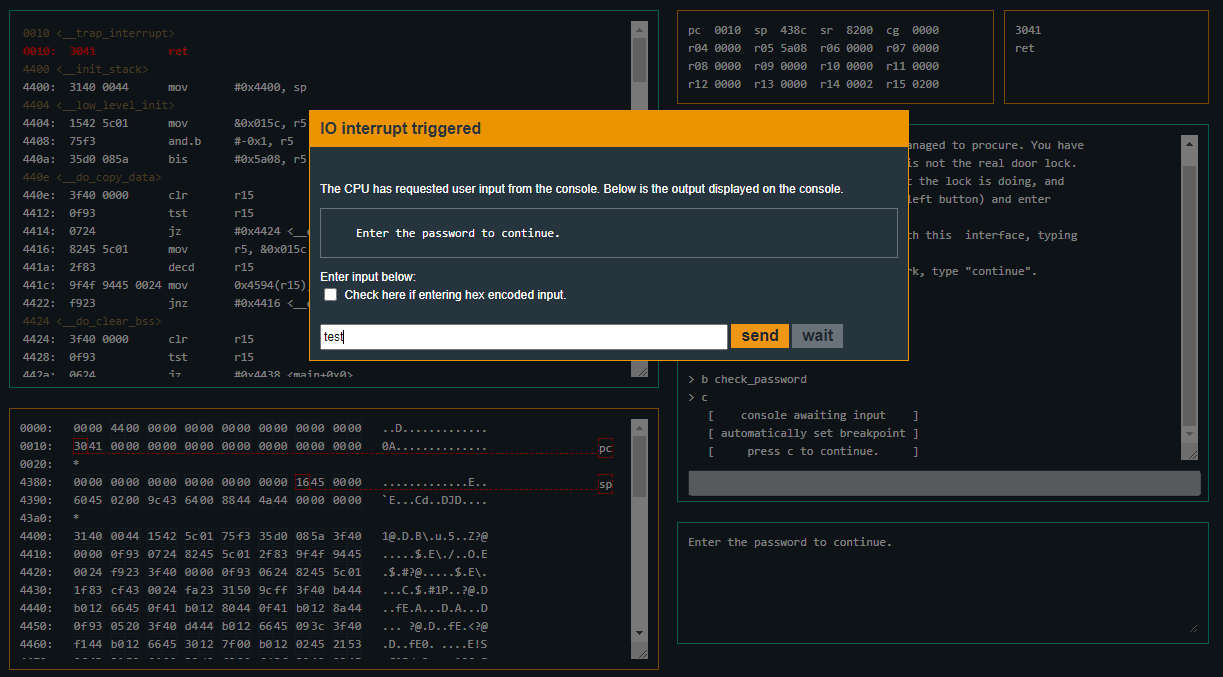 0010 <__trap_interrupt>
0010: 3041 ret
4400 <__init_stack>
4400: 3140 0044 mov #0x4400, sp
4404 <__low_level_init>
4404: 1542 5c01 mov &0x015c, r5
4408: 75f3 and.b #-0x1, r5
440a: 35d0 085a bis #0x5a08, r5
440e <__do_copy_data>
440e: 3f40 0000 clr r15
4412: 0f93 tst r15
4414: 0724 jz #0x4424 <__
4416: 8245 5c01 mov r5, &0x015c
441a: 2f83 decd r15
441c: 9f4f 9445 0024 mov 0x4594(r15)
4422: f923 jnz #0x4416 <__
4424 <__do_clear_bss>
4424: 3f40 0000 clr r15
4428: 0f93 tst r15
442a: 0624 jz #0x4438 <main+0x0>
pc 0010 sp 438c sr 8200 cg 0000
r04 0000 r05 5a08 r06 0000 r07 0000
r08 0000 r09 0000 r10 0000 r11 0000
r12 0000 r13 0000 r14 0002 r15 0200
3041
ret
IO interrupt triggered
The CPU has requested user input from the console. Below is the output displayed on the console.
Enter the password to continue.
Enter input below:
Check here if entering hex encoded input.
test
send wait
anaged to procure. You have
is not the real door lock.
t the lock is doing, and
left button) and enter
th this interface, typing
rk, type "continue".
> b check_password
> c
[ console awaiting input ]
[ automatically set breakpoint ]
[ press c to continue. ]
0000: 0000 4400 0000 0000 0000 0000 0000 0000 ..D.............
0010: 3041 0000 0000 0000 0000 0000 0000 0000 0A.............. pc
0020: *
4380: 0000 0000 0000 0000 0000 0000 1645 0000 .............E.. sp
4390: 6045 0200 9c43 6400 8844 4a44 0000 0000 `E...Cd..DJD....
43a0: *
4400: 3140 0044 1542 5c01 75f3 35d0 085a 3f40 1@.D.B\.u.5..Z?@
4410: 0000 0f93 0724 8245 5c01 2f83 9f4f 9445 .....$.E\./..O.E
4420: 0024 f923 3f40 0000 0f93 0624 8245 5c01 .$.#?@.....$.E\.
4430: 1f83 cf43 0024 fa23 3150 9cff 3f40 b444 ...C.$.#1P..?@.D
4440: b012 6645 0f41 b012 8044 0f41 b012 8a44 ..fE.A...D.A...D
4450: 0f93 0520 3f40 d444 b012 6645 093c 3f40 ... ?@.D..fE.<?@
4460: f144 b012 6645 3012 7f00 b012 0245 2153 .D..fE0. ....E!S
Enter the password to continue.